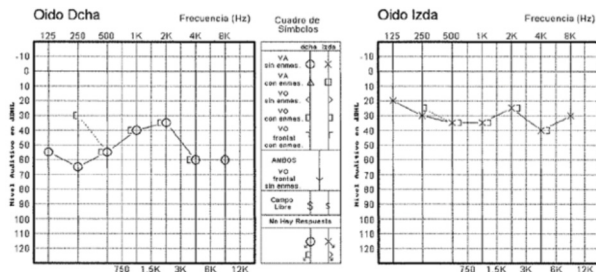 Oido Dcha
Frecuencia (Hz)
125 250 500 1K 2K 4K 8K
-10
0
10
20
30
40
50
60
70
80
90
100
110
120
Nivel Auditivo en dBHL
750 1.5K 3K 6K 12K
Cuadro de
Símbolos
dcha izda
VA
sin enmas.
VA
con enmas.
VO
sin enmas.
VO
con enmas.
VO
frontal
con enmas.
AMBOS
VO
frontal
sin enmas.
Campo
Libre
S s
No Hay Respuesta
Oido Izda
Frecuencia (Hz)
125 250 500 1K 2K 4K 8K
-10
0
10
20
30
40
50
60
70
80
90
100
110
120
Nivel Auditivo en dBHL
750 1.5K 3K 6K 12K